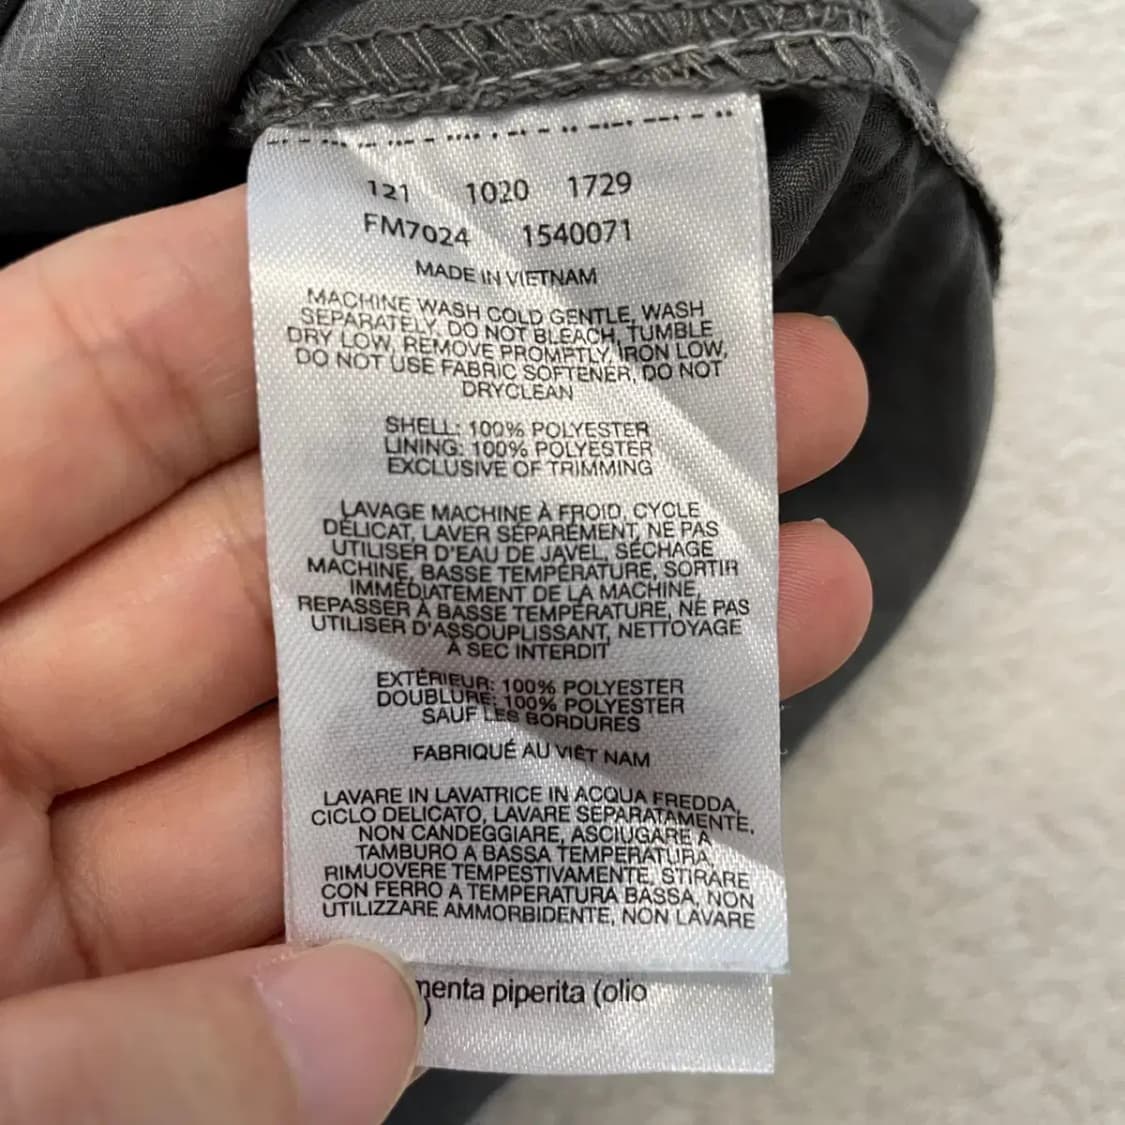 121 1020 1729
FM7024 1540071
MADE IN VIETNAM
MACHINE WASH COLD GENTLE, WASH
SEPARATELY, DO NOT BLEACH, TUMBLE
DRY LOW, REMOVE PROMPTLY, IRON LOW,
DO NOT USE FABRIC SOFTENER, DO NOT
DRYCLEAN
SHELL: 100% POLYESTER
LINING: 100% POLYESTER
EXCLUSIVE OF TRIMMING
LAVAGE MACHINE À FROID, CYCLE
DÉLICAT, LAVER SÉPARÉMENT, NE PAS
UTILISER D'EAU DE JAVEL, SÉCHAGE
MACHINE, BASSE TEMPÉRATURE, SORTIR
IMMÉDIATEMENT DE LA MACHINE,
REPASSER À BASSE TEMPÉRATURE, NE PAS
UTILISER D'ASSOUPLISSANT, NETTOYAGE
À SEC INTERDIT
EXTÉRIEUR: 100% POLYESTER
DOUBLURE: 100% POLYESTER
SAUF LES BORDURES
FABRIQUÉ AU VIÊT NAM
LAVARE IN LAVATRICE IN ACQUA FREDDA,
CICLO DELICATO, LAVARE SEPARATAMENTE,
NON CANDEGGIARE, ASCIUGARE A
TAMBURO A BASSA TEMPERATURA,
RIMUOVERE TEMPESTIVAMENTE, STIRARE
CON FERRO A TEMPERATURA BASSA, NON
UTILIZZARE AMMORBIDENTE, NON LAVARE
menta piperita (olio
)